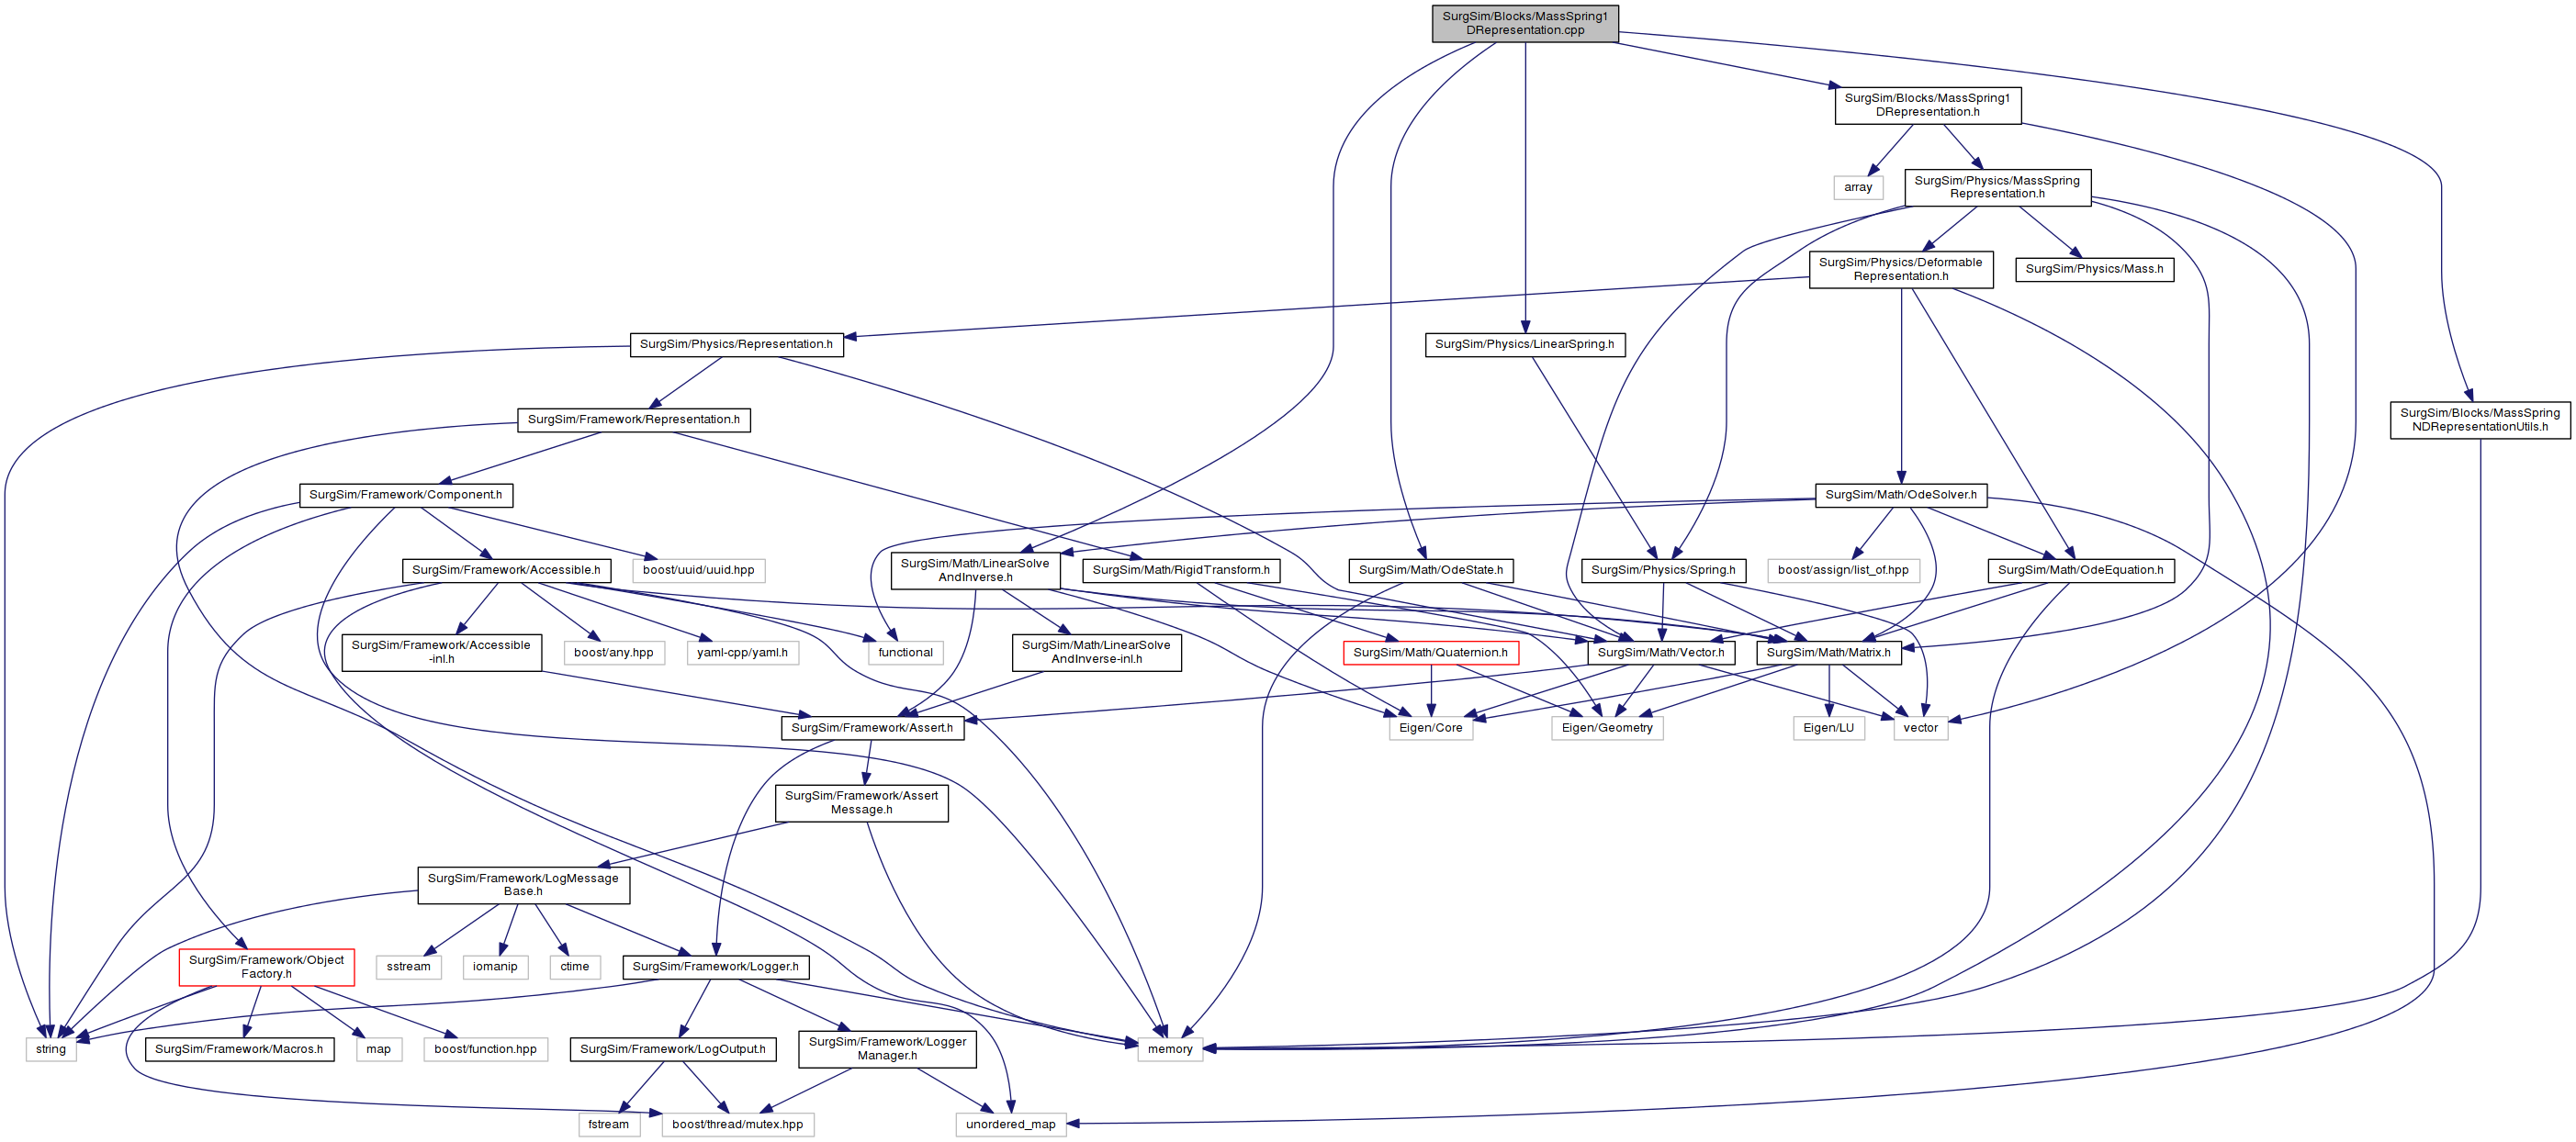 SurgSim/Blocks/MassSpring1
DRepresentation.cpp
SurgSim/Blocks/MassSpring1
DRepresentation.h
array
SurgSim/Physics/MassSpring
Representation.h
SurgSim/Physics/Deformable
Representation.h
SurgSim/Physics/Mass.h
SurgSim/Physics/Representation.h
SurgSim/Physics/LinearSpring.h
SurgSim/Framework/Representation.h
SurgSim/Blocks/MassSpring
NDRepresentationUtils.h
SurgSim/Framework/Component.h
SurgSim/Math/OdeSolver.h
SurgSim/Framework/Accessible.h
boost/uuid/uuid.hpp
SurgSim/Math/LinearSolve
AndInverse.h
SurgSim/Math/RigidTransform.h
SurgSim/Math/OdeState.h
SurgSim/Physics/Spring.h
boost/assign/list_of.hpp
SurgSim/Math/OdeEquation.h
SurgSim/Framework/Accessible
-inl.h
boost/any.hpp
yaml-cpp/yaml.h
functional
SurgSim/Math/LinearSolve
AndInverse-inl.h
SurgSim/Math/Quaternion.h
SurgSim/Math/Vector.h
SurgSim/Math/Matrix.h
SurgSim/Framework/Assert.h
Eigen/Core
Eigen/Geometry
Eigen/LU
vector
SurgSim/Framework/Assert
Message.h
SurgSim/Framework/LogMessage
Base.h
SurgSim/Framework/Object
Factory.h
sstream
iomanip
ctime
SurgSim/Framework/Logger.h
string
SurgSim/Framework/Macros.h
map
boost/function.hpp
SurgSim/Framework/LogOutput.h
SurgSim/Framework/Logger
Manager.h
memory
fstream
boost/thread/mutex.hpp
unordered_map